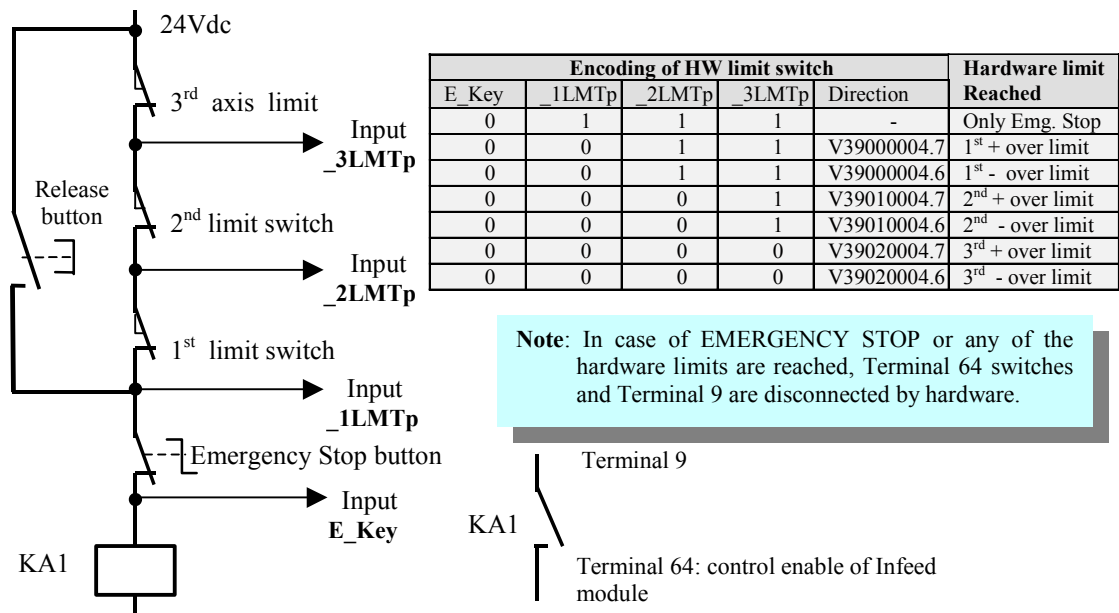 24Vdc
3rd axis limit
Input
_3LMTp
Release
button
2nd limit switch
Input
_2LMTp
1st limit switch
Input
_1LMTp
Emergency Stop button
Input
E_Key
KA1
Encoding of HW limit switch Hardware limit Reached
E_Key _1LMTp _2LMTp _3LMTp Direction
0 1 1 1 - Only Emg. Stop
0 0 1 1 V39000004.7 1st + over limit
0 0 1 1 V39000004.6 1st - over limit
0 0 0 1 V39010004.7 2nd + over limit
0 0 0 1 V39010004.6 2nd - over limit
0 0 0 0 V39020004.7 3rd + over limit
0 0 0 0 V39020004.6 3rd - over limit
Note: In case of EMERGENCY STOP or any of the
hardware limits are reached, Terminal 64 switches
and Terminal 9 are disconnected by hardware.
Terminal 9
KA1
Terminal 64: control enable of Infeed
module